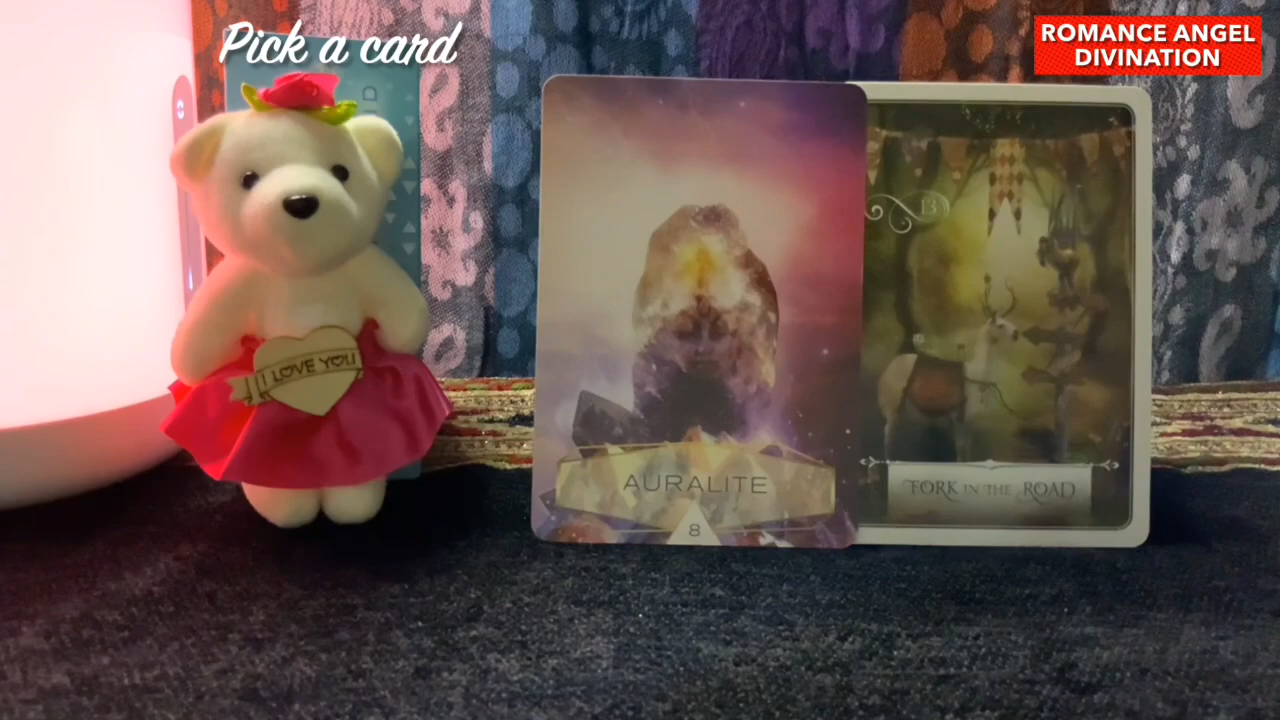 Pick a card
ROMANCE ANGEL
DIVINATION
I LOVE YOU
13
AURALITE
8
FORK IN THE ROAD